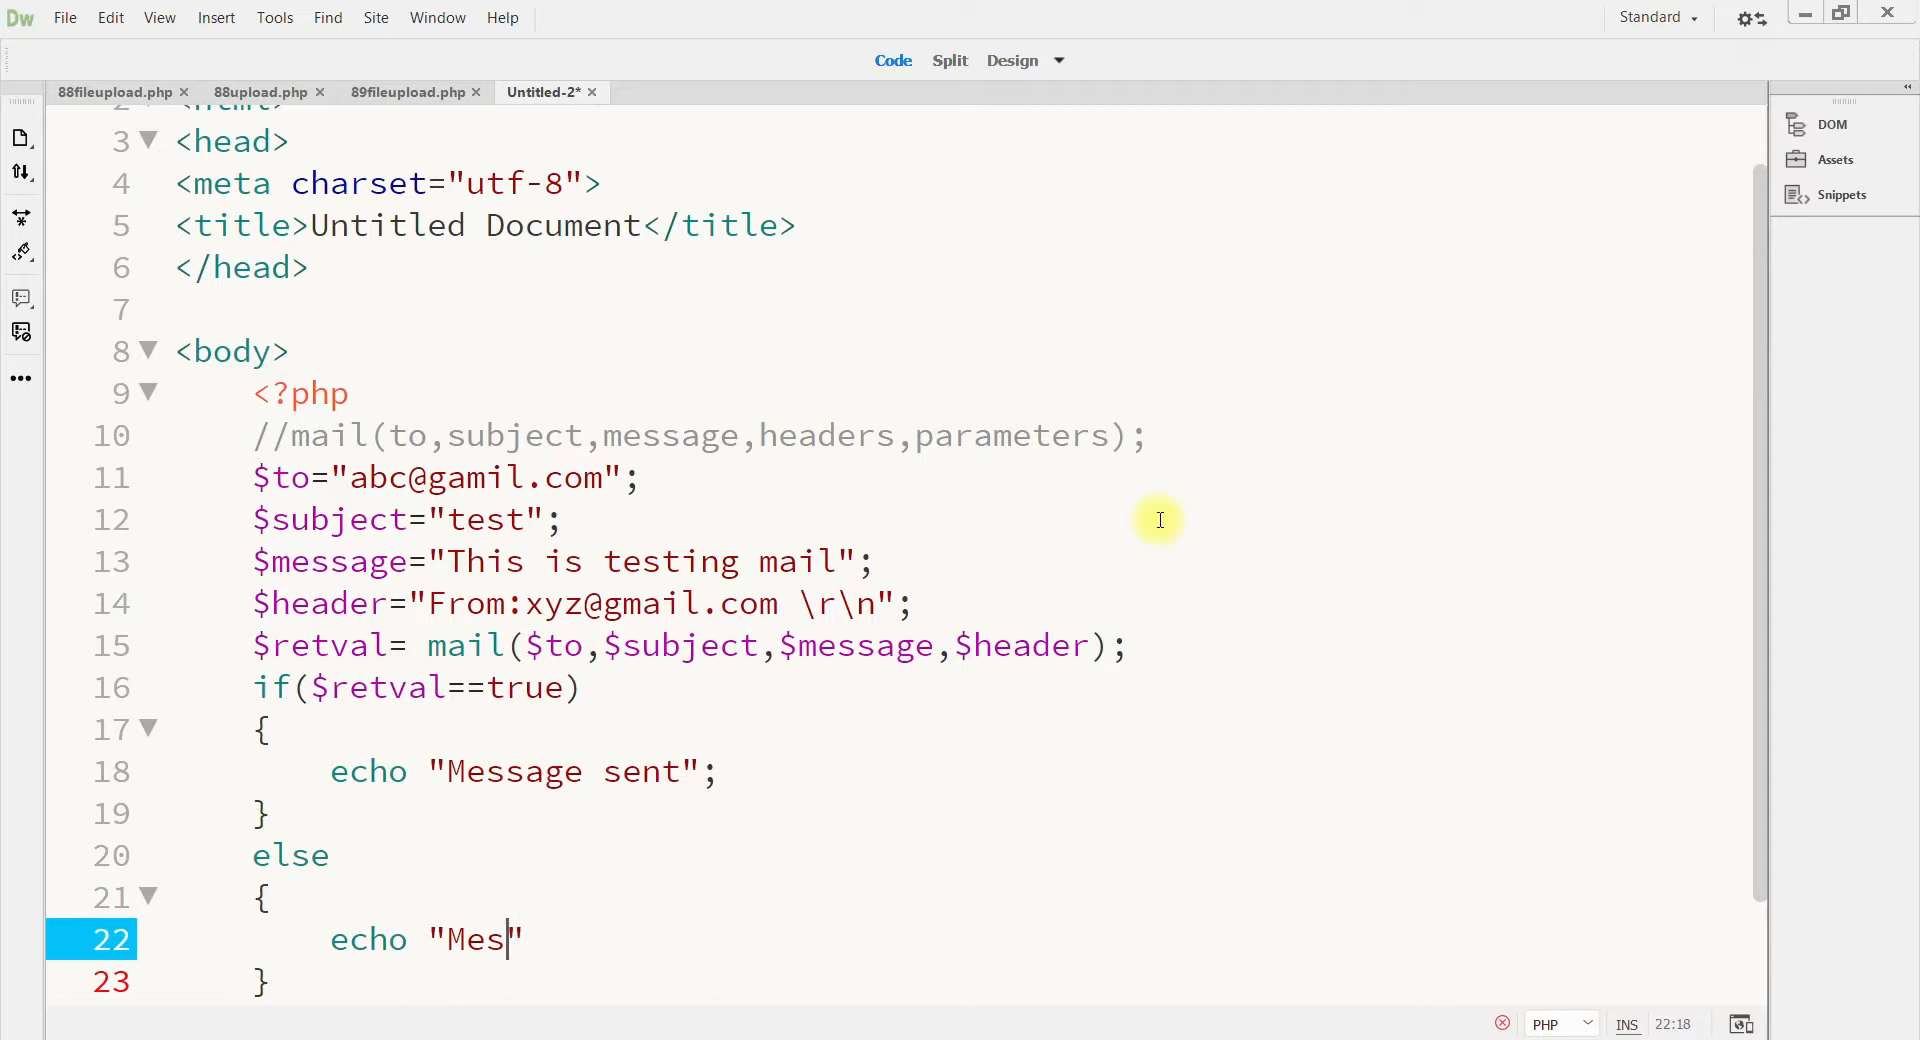 Dw File Edit View Insert Tools Find Site Window Help Standard
Code Split Design
88fileupload.php 88upload.php 89fileupload.php Untitled-2*
2 <html>
3 <head>
4 <meta charset="utf-8">
5 <title>Untitled Document</title>
6 </head>
7
8 <body>
9 <?php
10 //mail(to,subject,message,headers,parameters);
11 $to="abc@gamil.com";
12 $subject="test";
13 $message="This is testing mail";
14 $header="From:xyz@gmail.com \r\n";
15 $retval= mail($to,$subject,$message,$header);
16 if($retval==true)
17 {
18 echo "Message sent";
19 }
20 else
21 {
22 echo "Mes"
23 }
DOM
Assets
Snippets
PHP INS 22:18